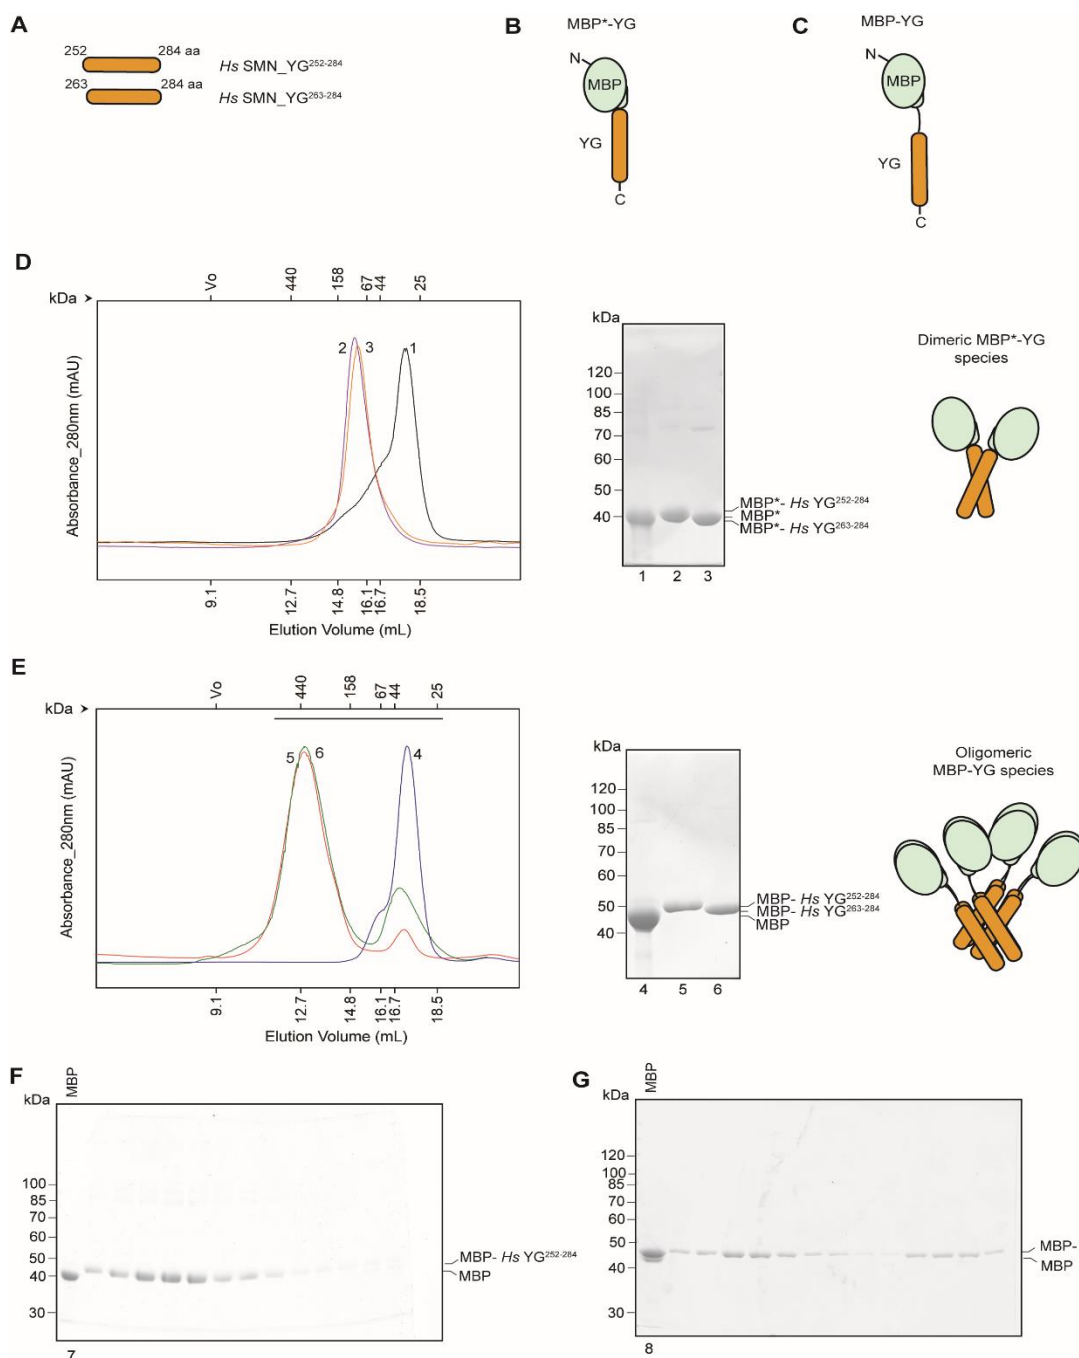 A
252 284 aa
Hs SMN_YG²⁵²⁻²⁸⁴
263 284 aa
Hs SMN_YG²⁶³⁻²⁸⁴
B
MBP*-YG
N
MBP
YG
C
C
MBP-YG
N
MBP
YG
C
D
kDa
Vo 440 158 67 44 25
Absorbance_280nm (mAU)
2 3 1
9.1 12.7 14.8 16.1 16.7 18.5
Elution Volume (mL)
kDa
120
100
85
70
60
50
40
MBP*- Hs YG²⁵²⁻²⁸⁴
MBP*
MBP*- Hs YG²⁶³⁻²⁸⁴
1 2 3
Dimeric MBP*-YG
species
E
kDa
Vo 440 158 67 44 25
Absorbance_280nm (mAU)
5 6 4
9.1 12.7 14.8 16.1 16.7 18.5
Elution Volume (mL)
kDa
120
100
85
70
60
50
40
MBP- Hs YG²⁵²⁻²⁸⁴
MBP- Hs YG²⁶³⁻²⁸⁴
MBP
4 5 6
Oligomeric
MBP-YG species
F
MBP
kDa
100
85
70
60
50
40
30
MBP- Hs YG²⁵²⁻²⁸⁴
MBP
7
G
MBP
kDa
120
100
85
70
60
50
40
30
MBP-
MBP
8